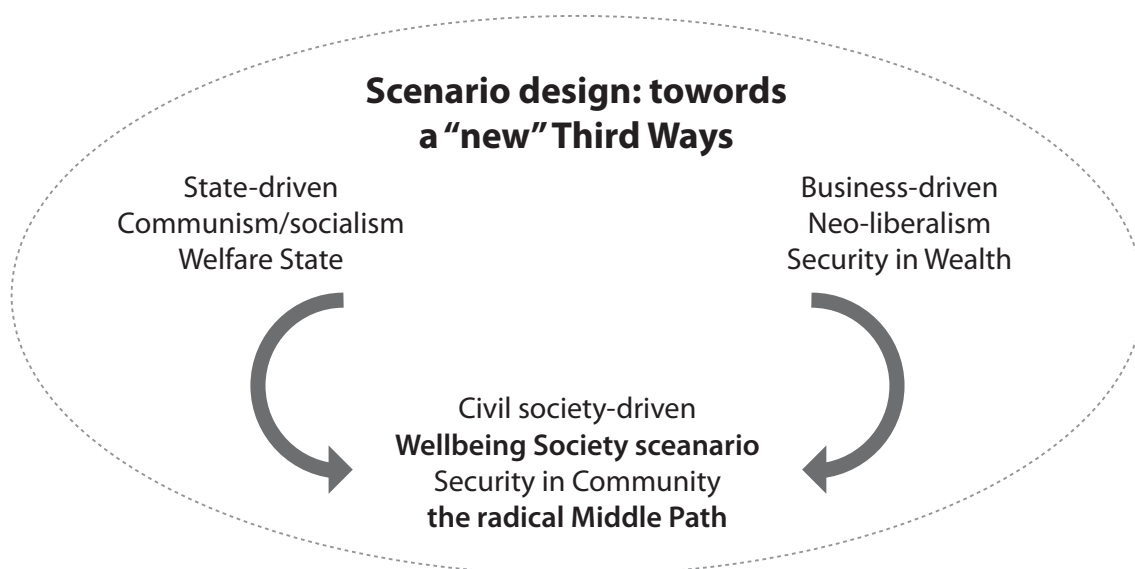 Scenario design: towords
a “new” Third Ways
State-driven
Communism/socialism
Welfare State
Business-driven
Neo-liberalism
Security in Wealth
Civil society-driven
Wellbeing Society sceanario
Security in Community
the radical Middle Path